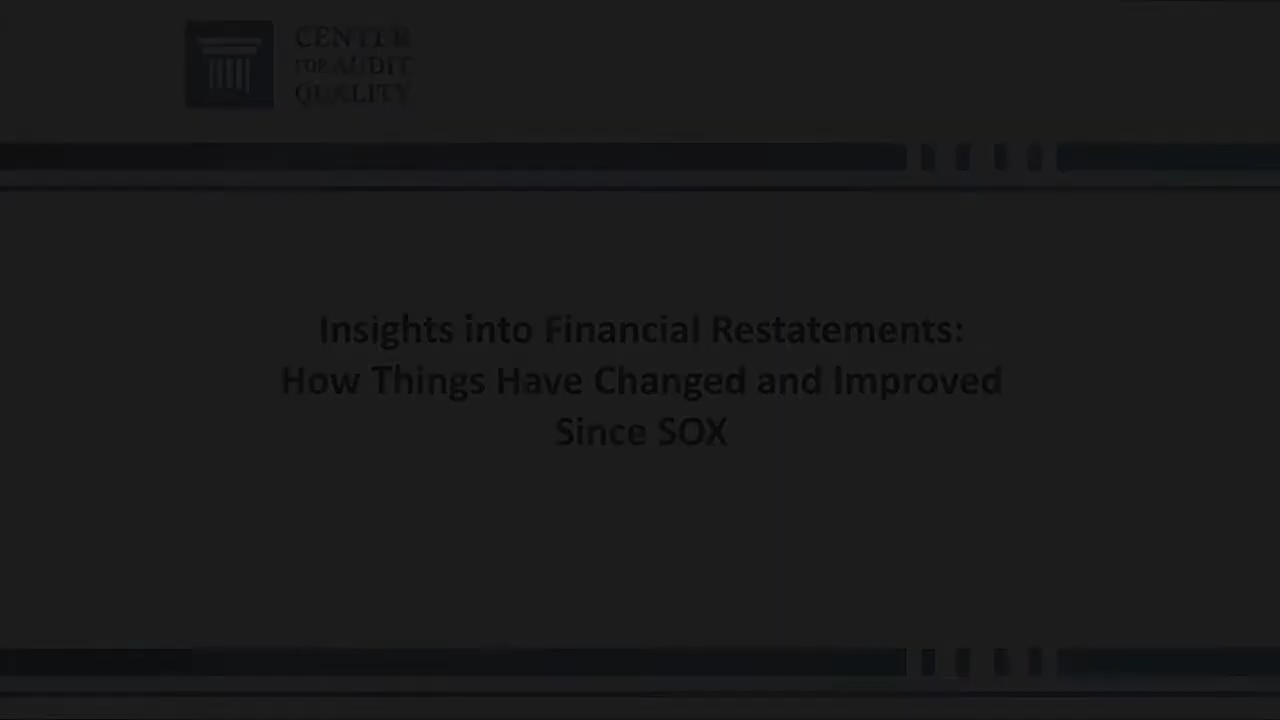 CENTER
FOR AUDIT
QUALITY
Insights into Financial Restatements:
How Things Have Changed and Improved
Since SOX